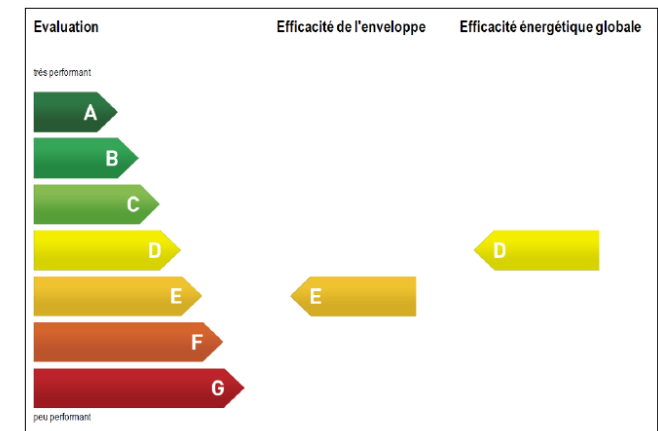 Evaluation Efficacité de l'enveloppe Efficacité énergétique globale
très performant
A
B
C
D D
E E
F
G
peu performant